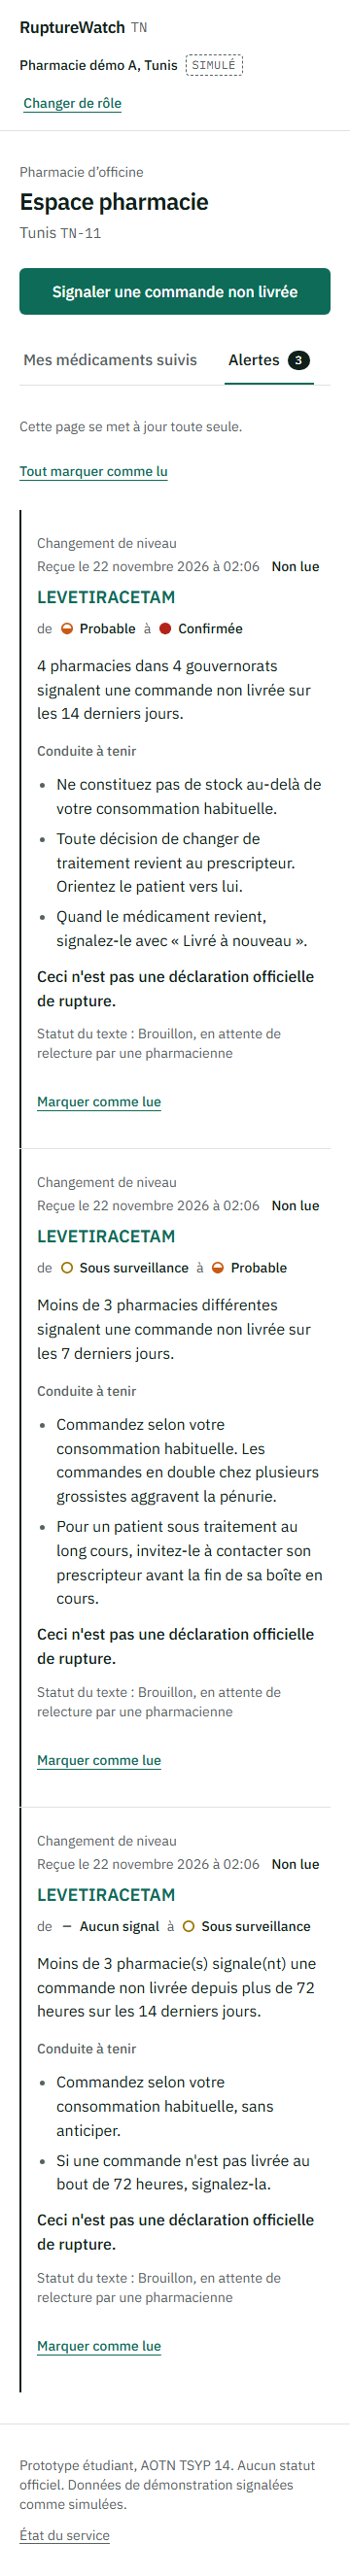 RuptureWatch TN
Pharmacie démo A, Tunis SIMULÉ
Changer de rôle
Pharmacie d’officine
Espace pharmacie
Tunis TN-11
Signaler une commande non livrée
Mes médicaments suivis Alertes 3
Cette page se met à jour toute seule.
Tout marquer comme lu
Changement de niveau
Reçue le 22 novembre 2026 à 02:06 Non lue
LEVETIRACETAM
de Probable à Confirmée
4 pharmacies dans 4 gouvernorats
signalent une commande non livrée sur
les 14 derniers jours.
Conduite à tenir
• Ne constituez pas de stock au-delà de
votre consommation habituelle.
• Toute décision de changer de
traitement revient au prescripteur.
Orientez le patient vers lui.
• Quand le médicament revient,
signalez-le avec « Livré à nouveau ».
Ceci n'est pas une déclaration officielle
de rupture.
Statut du texte : Brouillon, en attente de
relecture par une pharmacienne
Marquer comme lue
Changement de niveau
Reçue le 22 novembre 2026 à 02:06 Non lue
LEVETIRACETAM
de Sous surveillance à Probable
Moins de 3 pharmacies différentes
signalent une commande non livrée sur
les 7 derniers jours.
Conduite à tenir
• Commandez selon votre
consommation habituelle. Les
commandes en double chez plusieurs
grossistes aggravent la pénurie.
• Pour un patient sous traitement au
long cours, invitez-le à contacter son
prescripteur avant la fin de sa boîte en
cours.
Ceci n'est pas une déclaration officielle
de rupture.
Statut du texte : Brouillon, en attente de
relecture par une pharmacienne
Marquer comme lue
Changement de niveau
Reçue le 22 novembre 2026 à 02:06 Non lue
LEVETIRACETAM
de – Aucun signal à Sous surveillance
Moins de 3 pharmacie(s) signale(nt) une
commande non livrée depuis plus de 72
heures sur les 14 derniers jours.
Conduite à tenir
• Commandez selon votre
consommation habituelle, sans
anticiper.
• Si une commande n'est pas livrée au
bout de 72 heures, signalez-la.
Ceci n'est pas une déclaration officielle
de rupture.
Statut du texte : Brouillon, en attente de
relecture par une pharmacienne
Marquer comme lue
Prototype étudiant, AOTN TSYP 14. Aucun statut
officiel. Données de démonstration signalées
comme simulées.
État du service